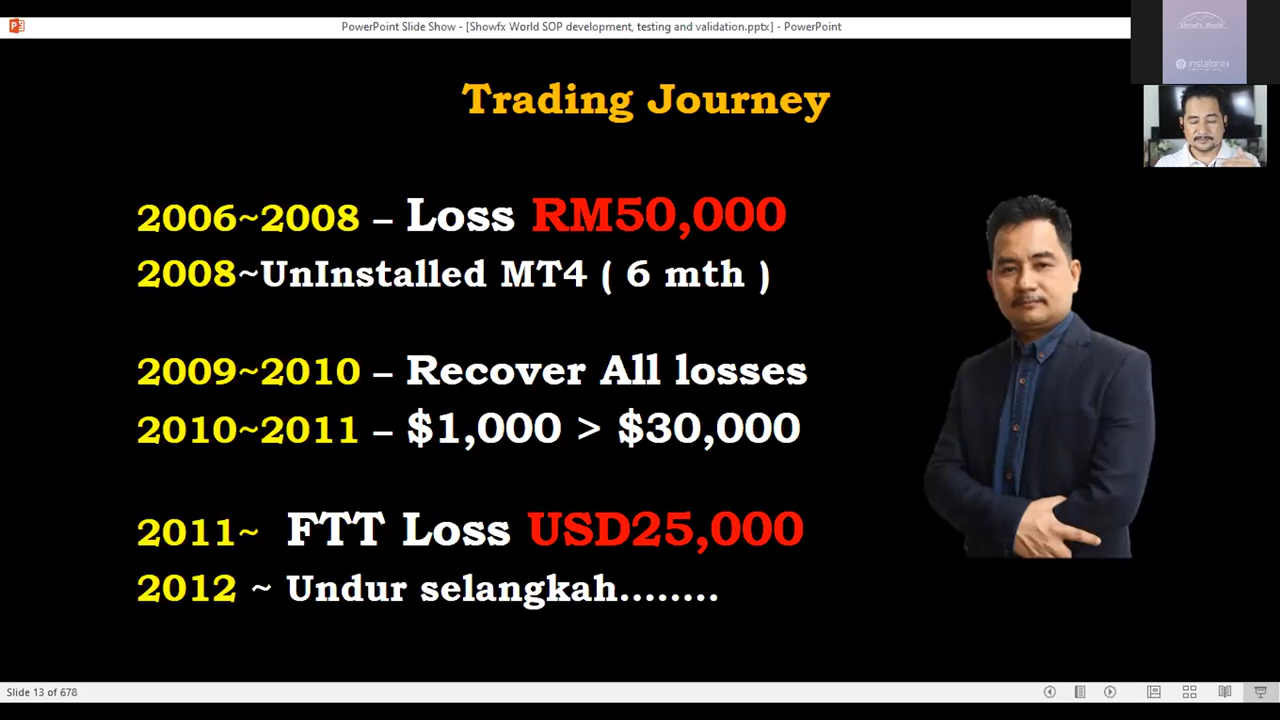 PowerPoint Slide Show - [Showfx World SOP development, testing and validation.pptx] - PowerPoint
Showfx World
instaforex
Trading Journey
2006~2008 – Loss RM50,000
2008~UnInstalled MT4 ( 6 mth )
2009~2010 – Recover All losses
2010~2011 – $1,000 > $30,000
2011~ FTT Loss USD25,000
2012 ~ Undur selangkah........
Slide 13 of 678